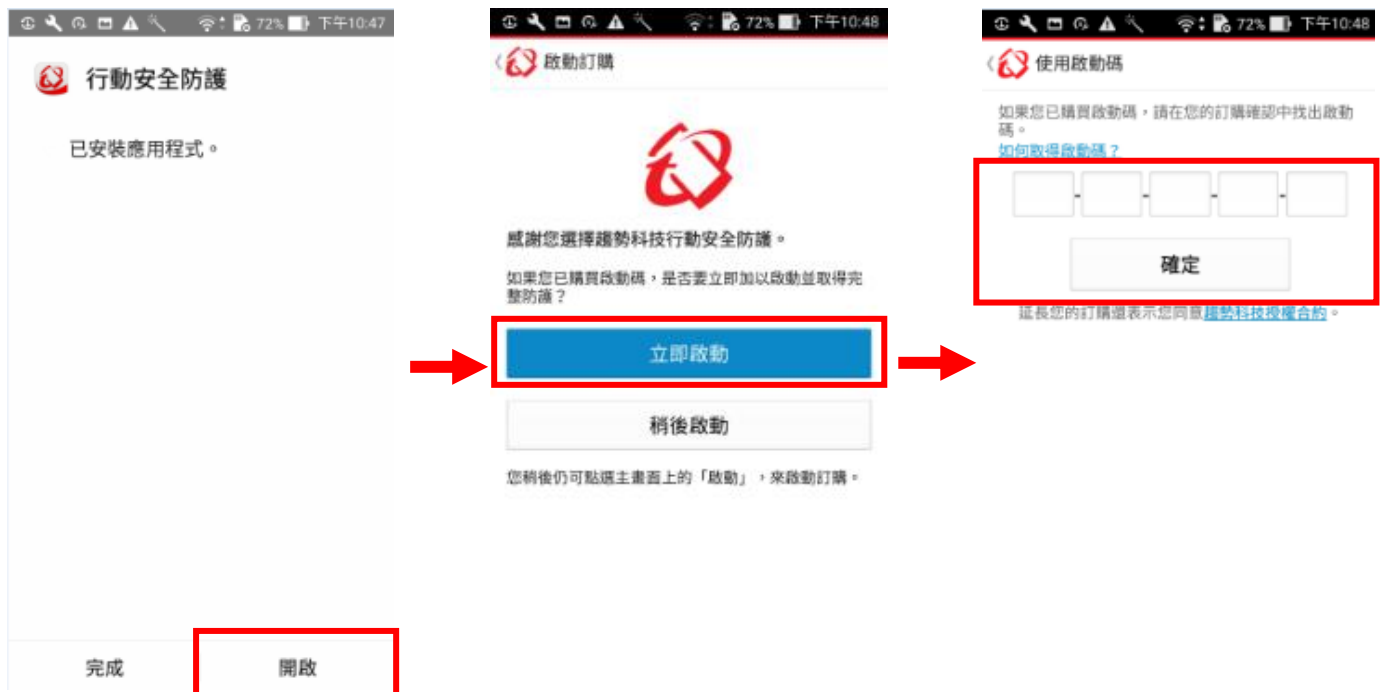 72% 下午10:47
行動安全防護
已安裝應用程式。
完成
開啟
72% 下午10:48
啟動訂購
感謝您選擇趨勢科技行動安全防護。
如果您已購買啟動碼，是否要立即加以啟動並取得完
整防護？
立即啟動
稍後啟動
您稍後仍可點選主畫面上的「啟動」，來啟動訂購。
72% 下午10:48
使用啟動碼
如果您已購買啟動碼，請在您的訂購確認中找出啟動
碼。
如何取得啟動碼？
- - - -
確定
延長您的訂購還表示您同意趨勢科技授權合約。